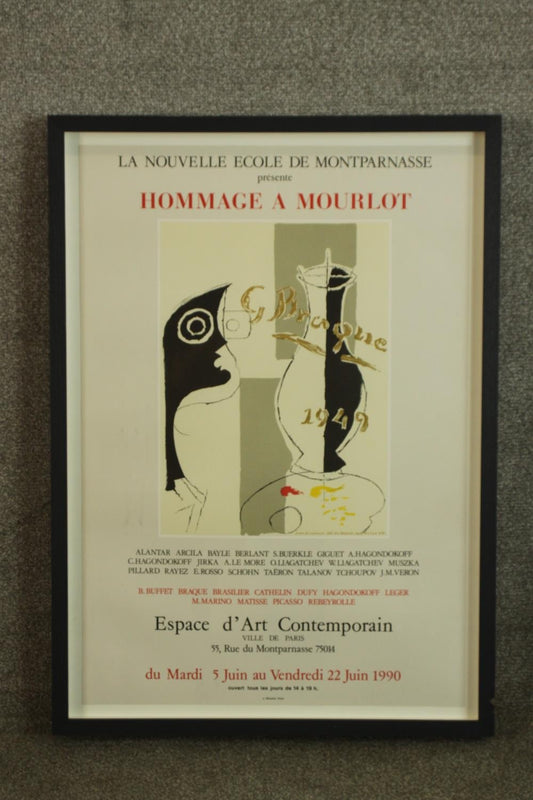 LA NOUVELLE ECOLE DE MONTPARNASSE
présente
HOMMAGE A MOURLOT
G Braque
1949
ALANTAR ARCILA BAYLE BERLANT S.BUERKLE GIGUET A.HAGONDOKOFF
C.HAGONDOKOFF JIRKA A.LE MORE O.LIAGATCHEV W.LIAGATCHEV MUSZKA
PILLARD RAYEZ E.ROSSO SCHOHN TAËRON TALANOV TCHOUPOV J.M.VERON
B.BUFFET BRAQUE BRASILIER CATHELIN DUFY HAGONDOKOFF LEGER
M.MARINO MATISSE PICASSO REBEYROLLE
Espace d'Art Contemporain
VILLE DE PARIS
55, Rue du Montparnasse 75014
du Mardi 5 Juin au Vendredi 22 Juin 1990
ouvert tous les jours de 14 à 19 h.